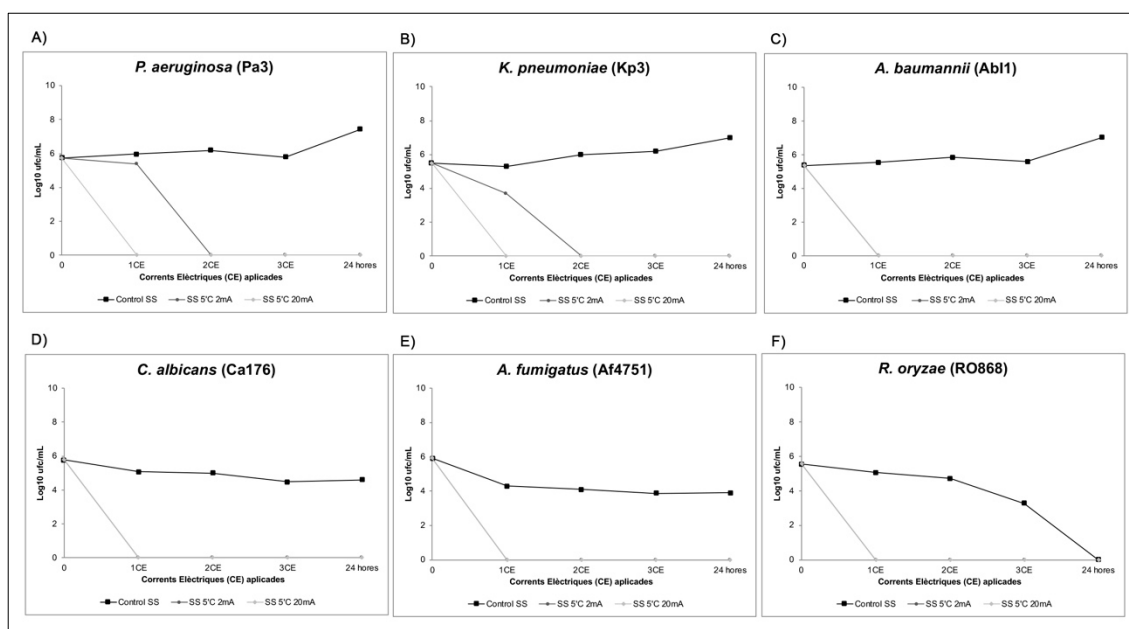 A)
P. aeruginosa (Pa3)
10
8
6
4
2
0
Log10 ufc/mL
0 1CE 2CE 3CE 24 hores
Corrents Elèctriques (CE) aplicades
Control SS SS 5'C 2mA SS 5'C 20mA
B)
K. pneumoniae (Kp3)
10
8
6
4
2
0
Log10 ufc/mL
0 1CE 2CE 3CE 24 hores
Corrents Elèctriques (CE) aplicades
Control SS SS 5'C 2mA SS 5'C 20mA
C)
A. baumannii (Abl1)
10
8
6
4
2
0
Log10 ufc/mL
0 1CE 2CE 3CE 24 hores
Corrents Elèctriques (CE) aplicades
Control SS SS 5'C 2mA SS 5'C 20mA
D)
C. albicans (Ca176)
10
8
6
4
2
0
Log10 ufc/mL
0 1CE 2CE 3CE 24 hores
Corrents Elèctriques (CE) aplicades
Control SS SS 5'C 2mA SS 5'C 20mA
E)
A. fumigatus (Af4751)
10
8
6
4
2
0
Log10 ufc/mL
0 1CE 2CE 3CE 24 hores
Corrents Elèctriques (CE) aplicades
Control SS SS 5'C 2mA SS 5'C 20mA
F)
R. oryzae (RO868)
10
8
6
4
2
0
Log10 ufc/mL
0 1CE 2CE 3CE 24 hores
Corrents Elèctriques (CE) aplicades
Control SS SS 5'C 2mA SS 5'C 20mA